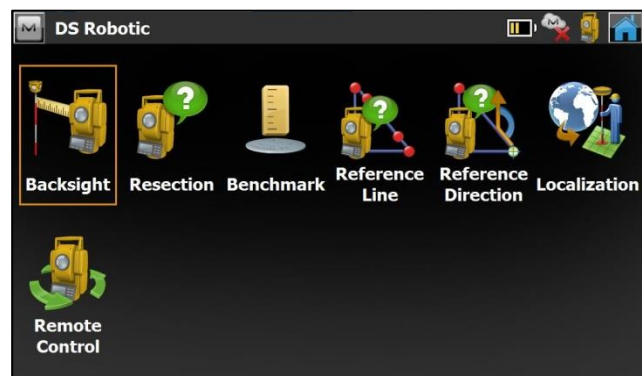 M DS Robotic
M
Backsight Resection Benchmark Reference Line Reference Direction Localization
? ? ?
Remote Control